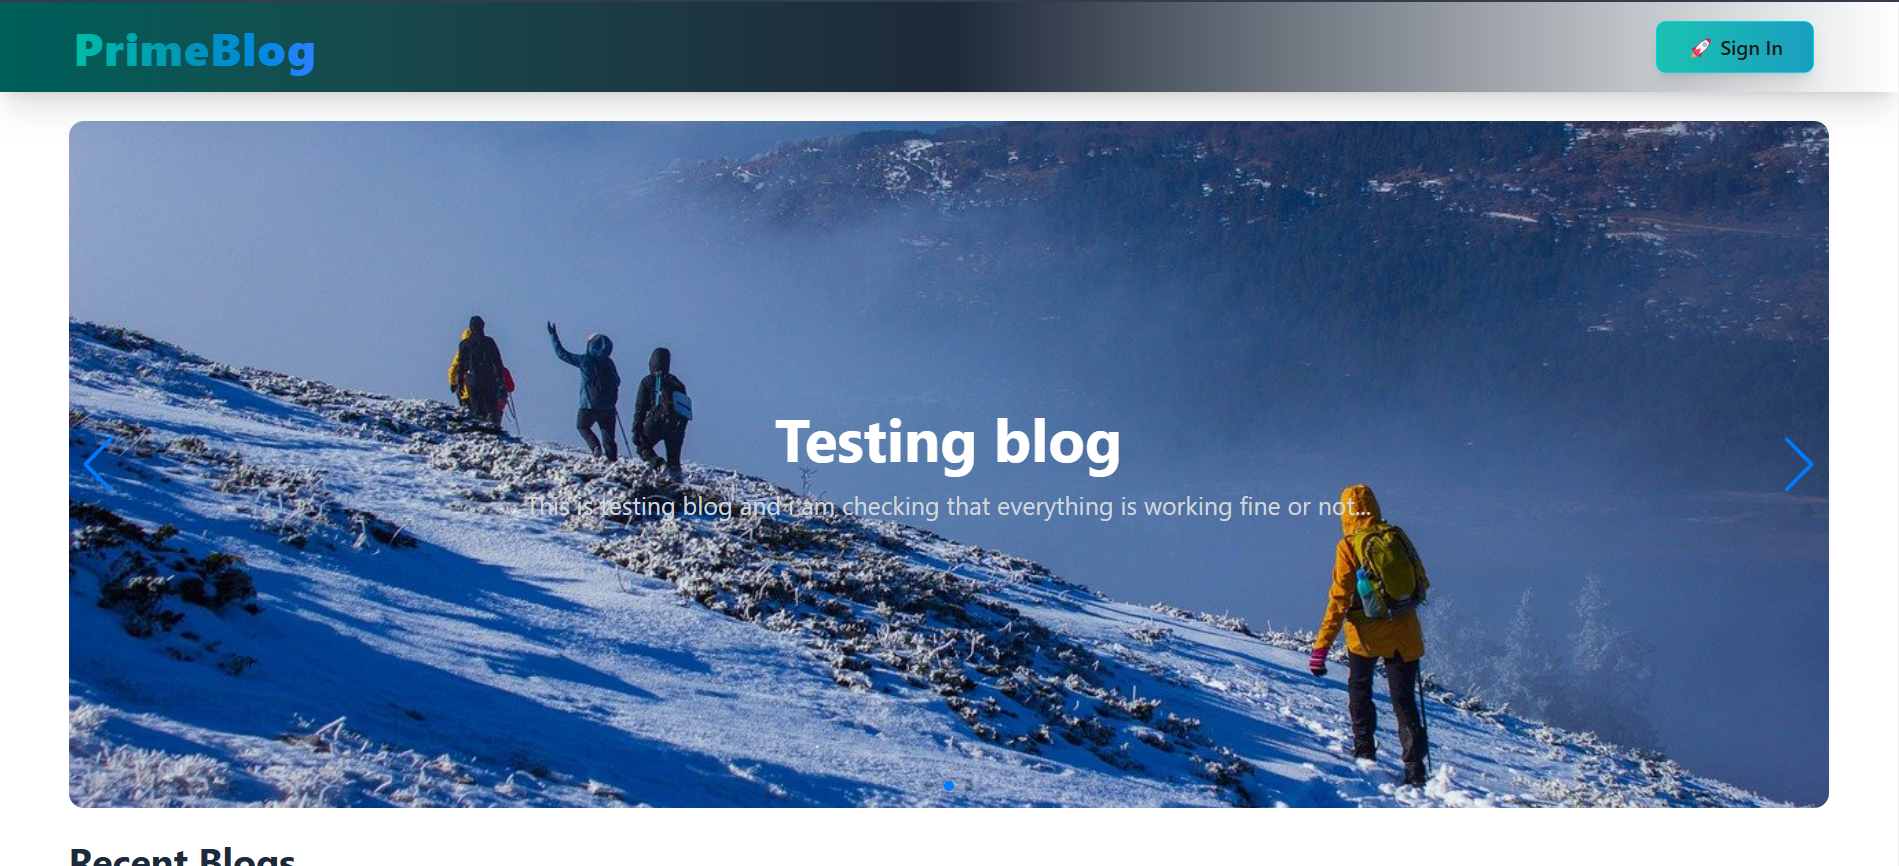 PrimeBlog
🚀 Sign In
Testing blog
This is testing blog and i am checking that everything is working fine or not...
Recent Blogs